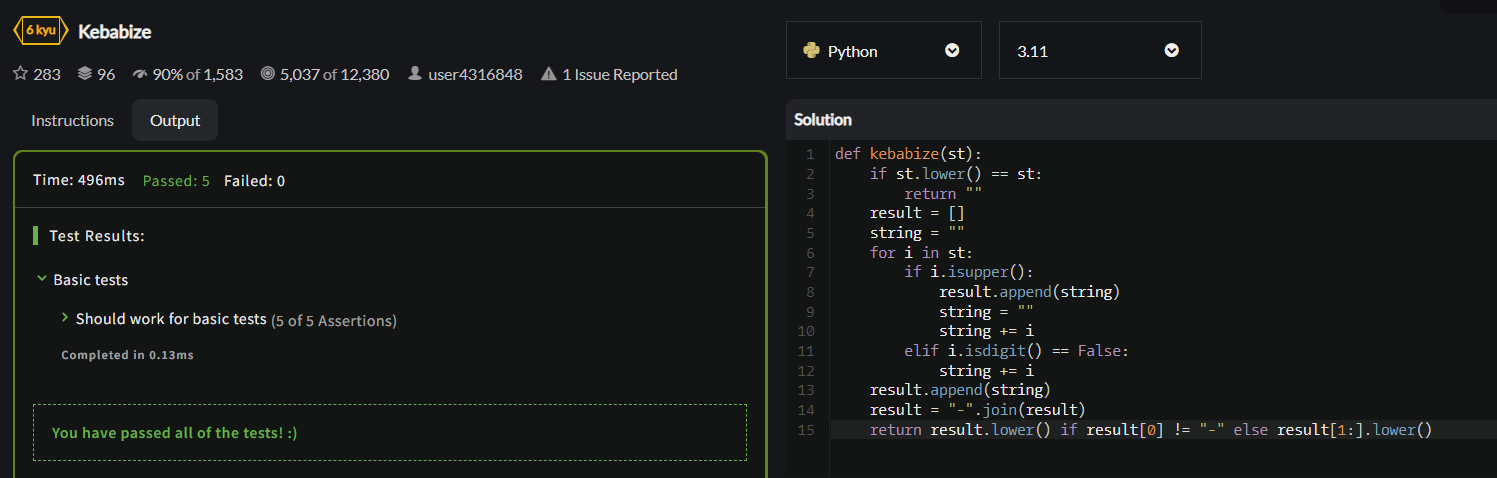 6 kyu Kebabize
283 96 90% of 1,583 5,037 of 12,380 user4316848 1 Issue Reported
Instructions Output
Time: 496ms Passed: 5 Failed: 0
Test Results:
Basic tests
Should work for basic tests (5 of 5 Assertions)
Completed in 0.13ms
You have passed all of the tests! :)
Python 3.11
Solution
1 def kebabize(st):
2     if st.lower() == st:
3         return ""
4     result = []
5     string = ""
6     for i in st:
7         if i.isupper():
8             result.append(string)
9             string = ""
10             string += i
11         elif i.isdigit() == False:
12             string += i
13     result.append(string)
14     result = "-".join(result)
15     return result.lower() if result[0] != "-" else result[1:].lower()